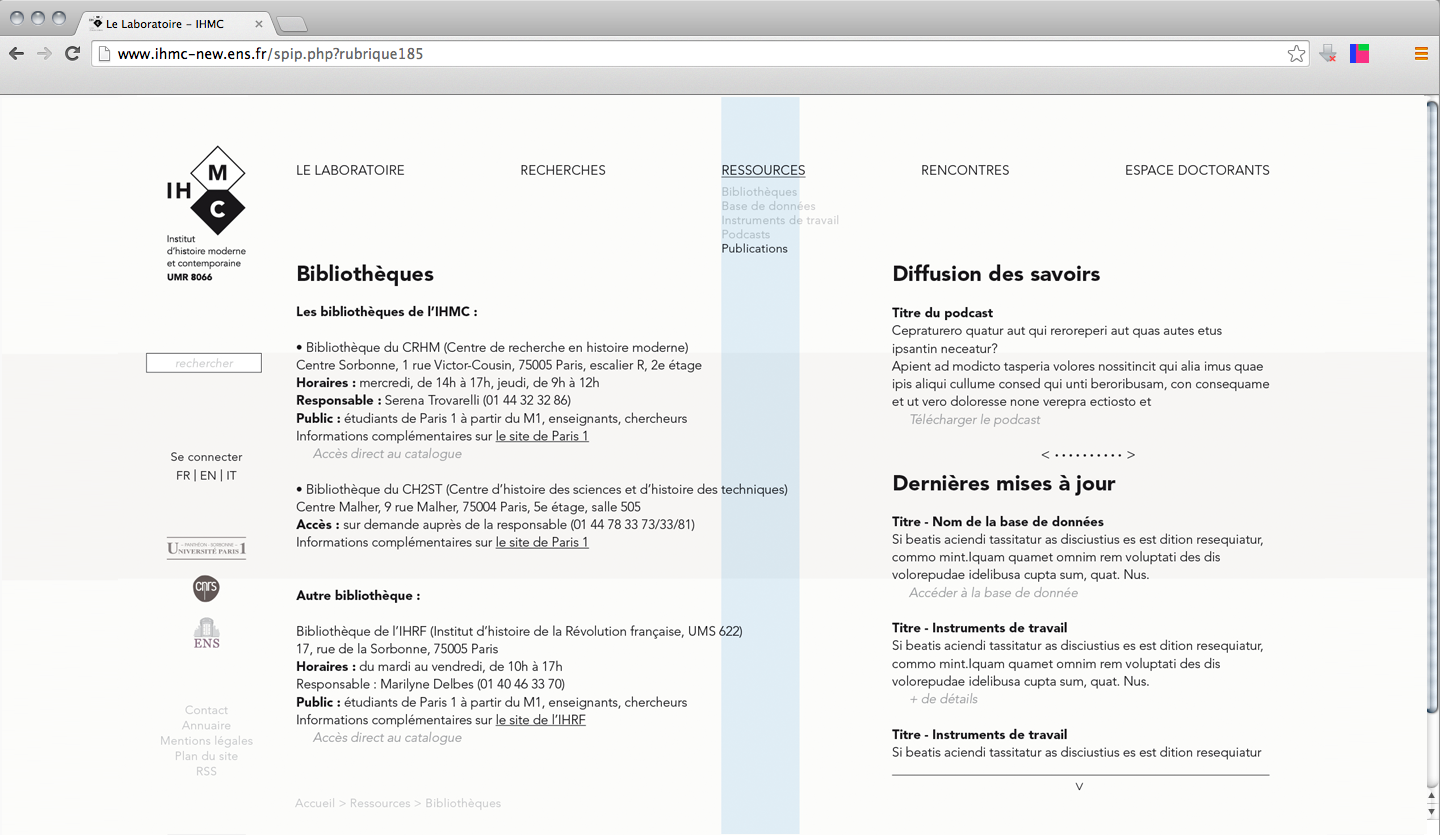 Le Laboratoire – IHMC
www.ihmc-new.ens.fr/spip.php?rubrique185
IH M C
Institut
d'histoire moderne
et contemporaine
UMR 8066
LE LABORATOIRE
RECHERCHES
RESSOURCES
RENCONTRES
ESPACE DOCTORANTS
Bibliothèques
Base de données
Instruments de travail
Podcasts
Publications
rechercher
Se connecter
FR | EN | IT
PANTHÉON - SORBONNE
UNIVERSITÉ PARIS 1
cnrs
ENS
Contact
Annuaire
Mentions légales
Plan du site
RSS
Bibliothèques
Les bibliothèques de l'IHMC :
• Bibliothèque du CRHM (Centre de recherche en histoire moderne)
Centre Sorbonne, 1 rue Victor-Cousin, 75005 Paris, escalier R, 2e étage
Horaires : mercredi, de 14h à 17h, jeudi, de 9h à 12h
Responsable : Serena Trovarelli (01 44 32 32 86)
Public : étudiants de Paris 1 à partir du M1, enseignants, chercheurs
Informations complémentaires sur le site de Paris 1
Accès direct au catalogue
• Bibliothèque du CH2ST (Centre d'histoire des sciences et d'histoire des techniques)
Centre Malher, 9 rue Malher, 75004 Paris, 5e étage, salle 505
Accès : sur demande auprès de la responsable (01 44 78 33 73/33/81)
Informations complémentaires sur le site de Paris 1
Autre bibliothèque :
Bibliothèque de l'IHRF (Institut d'histoire de la Révolution française, UMS 622)
17, rue de la Sorbonne, 75005 Paris
Horaires : du mardi au vendredi, de 10h à 17h
Responsable : Marilyne Delbes (01 40 46 33 70)
Public : étudiants de Paris 1 à partir du M1, enseignants, chercheurs
Informations complémentaires sur le site de l'IHRF
Accès direct au catalogue
Accueil > Ressources > Bibliothèques
Diffusion des savoirs
Titre du podcast
Cepraturero quatur aut qui reroreperi aut quas autes etus
ipsantin neceatur?
Apient ad modicto tasperia volores nossitincit qui alia imus quae
ipis aliqui cullume consed qui unti beroribusam, con consequame
et ut vero doloresse none verepra ectiosto et
Télécharger le podcast
< • • • • • • • • • • >
Dernières mises à jour
Titre - Nom de la base de données
Si beatis aciendi tassitatur as disciustius es est dition resequiatur,
commo mint.Iquam quamet omnim rem voluptati des dis
volorepudae idelibusa cupta sum, quat. Nus.
Accéder à la base de donnée
Titre - Instruments de travail
Si beatis aciendi tassitatur as disciustius es est dition resequiatur,
commo mint.Iquam quamet omnim rem voluptati des dis
volorepudae idelibusa cupta sum, quat. Nus.
+ de détails
Titre - Instruments de travail
Si beatis aciendi tassitatur as disciustius es est dition resequiatur
V